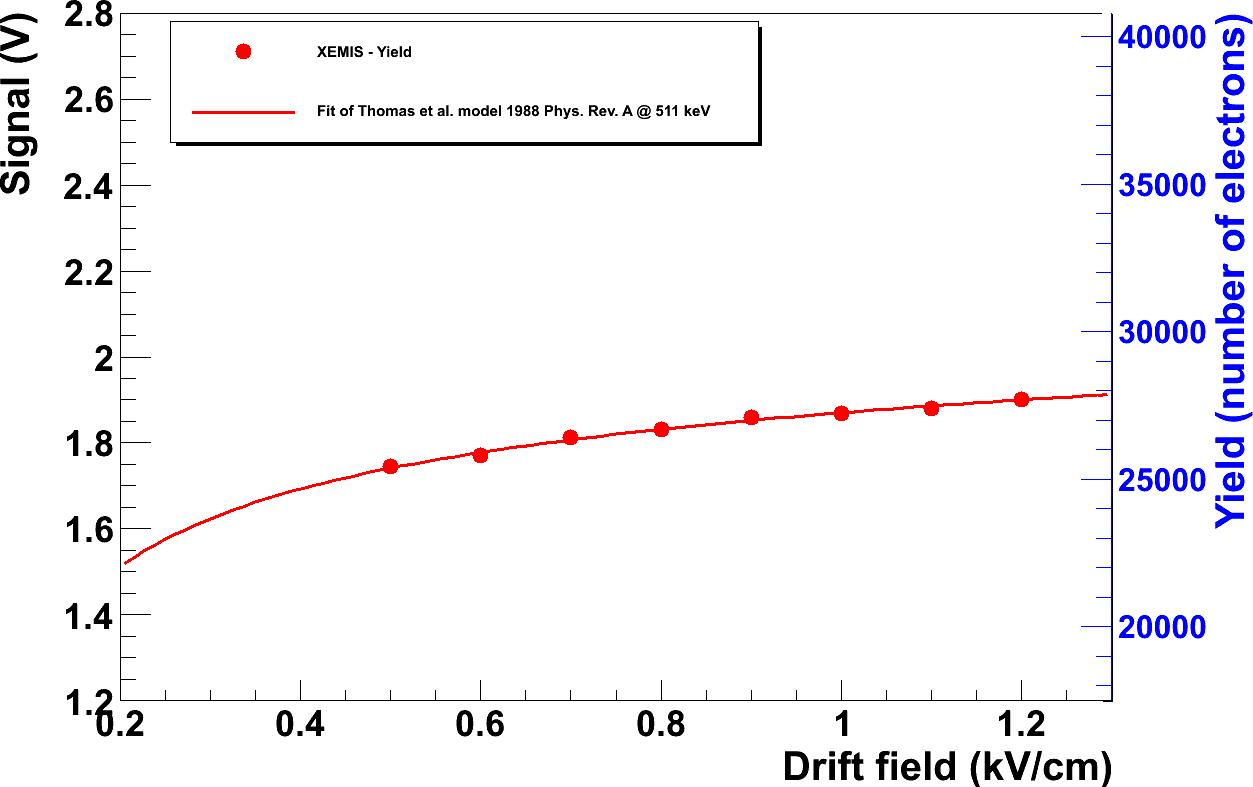 Signal (V)
2.8
2.6
2.4
2.2
2
1.8
1.6
1.4
1.2
XEMIS - Yield
Fit of Thomas et al. model 1988 Phys. Rev. A @ 511 keV
40000
35000
30000
25000
20000
Yield (number of electrons)
0.2 0.4 0.6 0.8 1 1.2
Drift field (kV/cm)